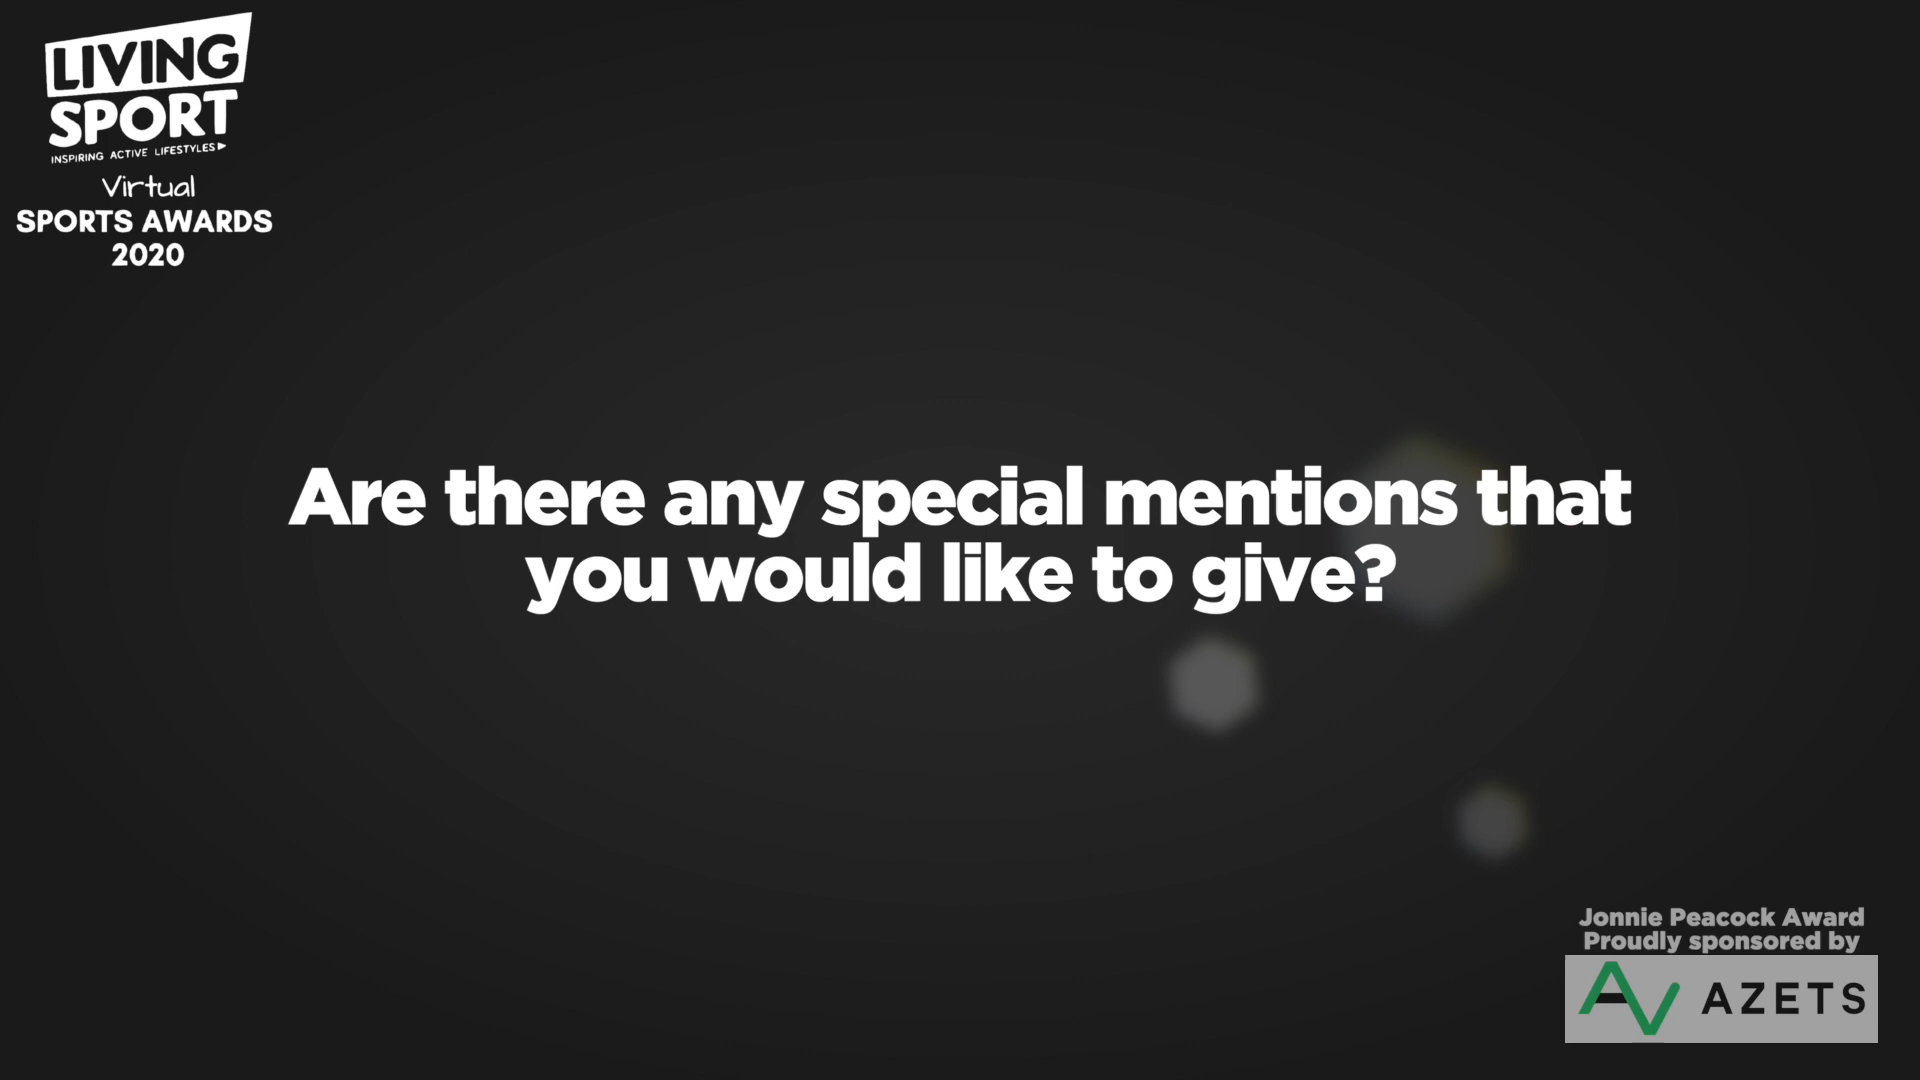 LIVING
SPORT
INSPIRING ACTIVE LIFESTYLES
Virtual
SPORTS AWARDS
2020
Are there any special mentions that
you would like to give?
Jonnie Peacock Award
Proudly sponsored by
AZETS